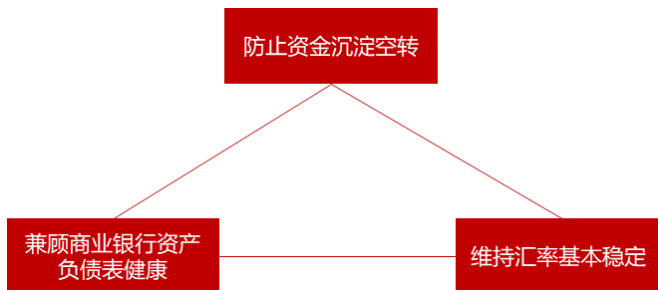 防止资金沉淀空转
兼顾商业银行资产
负债表健康
维持汇率基本稳定